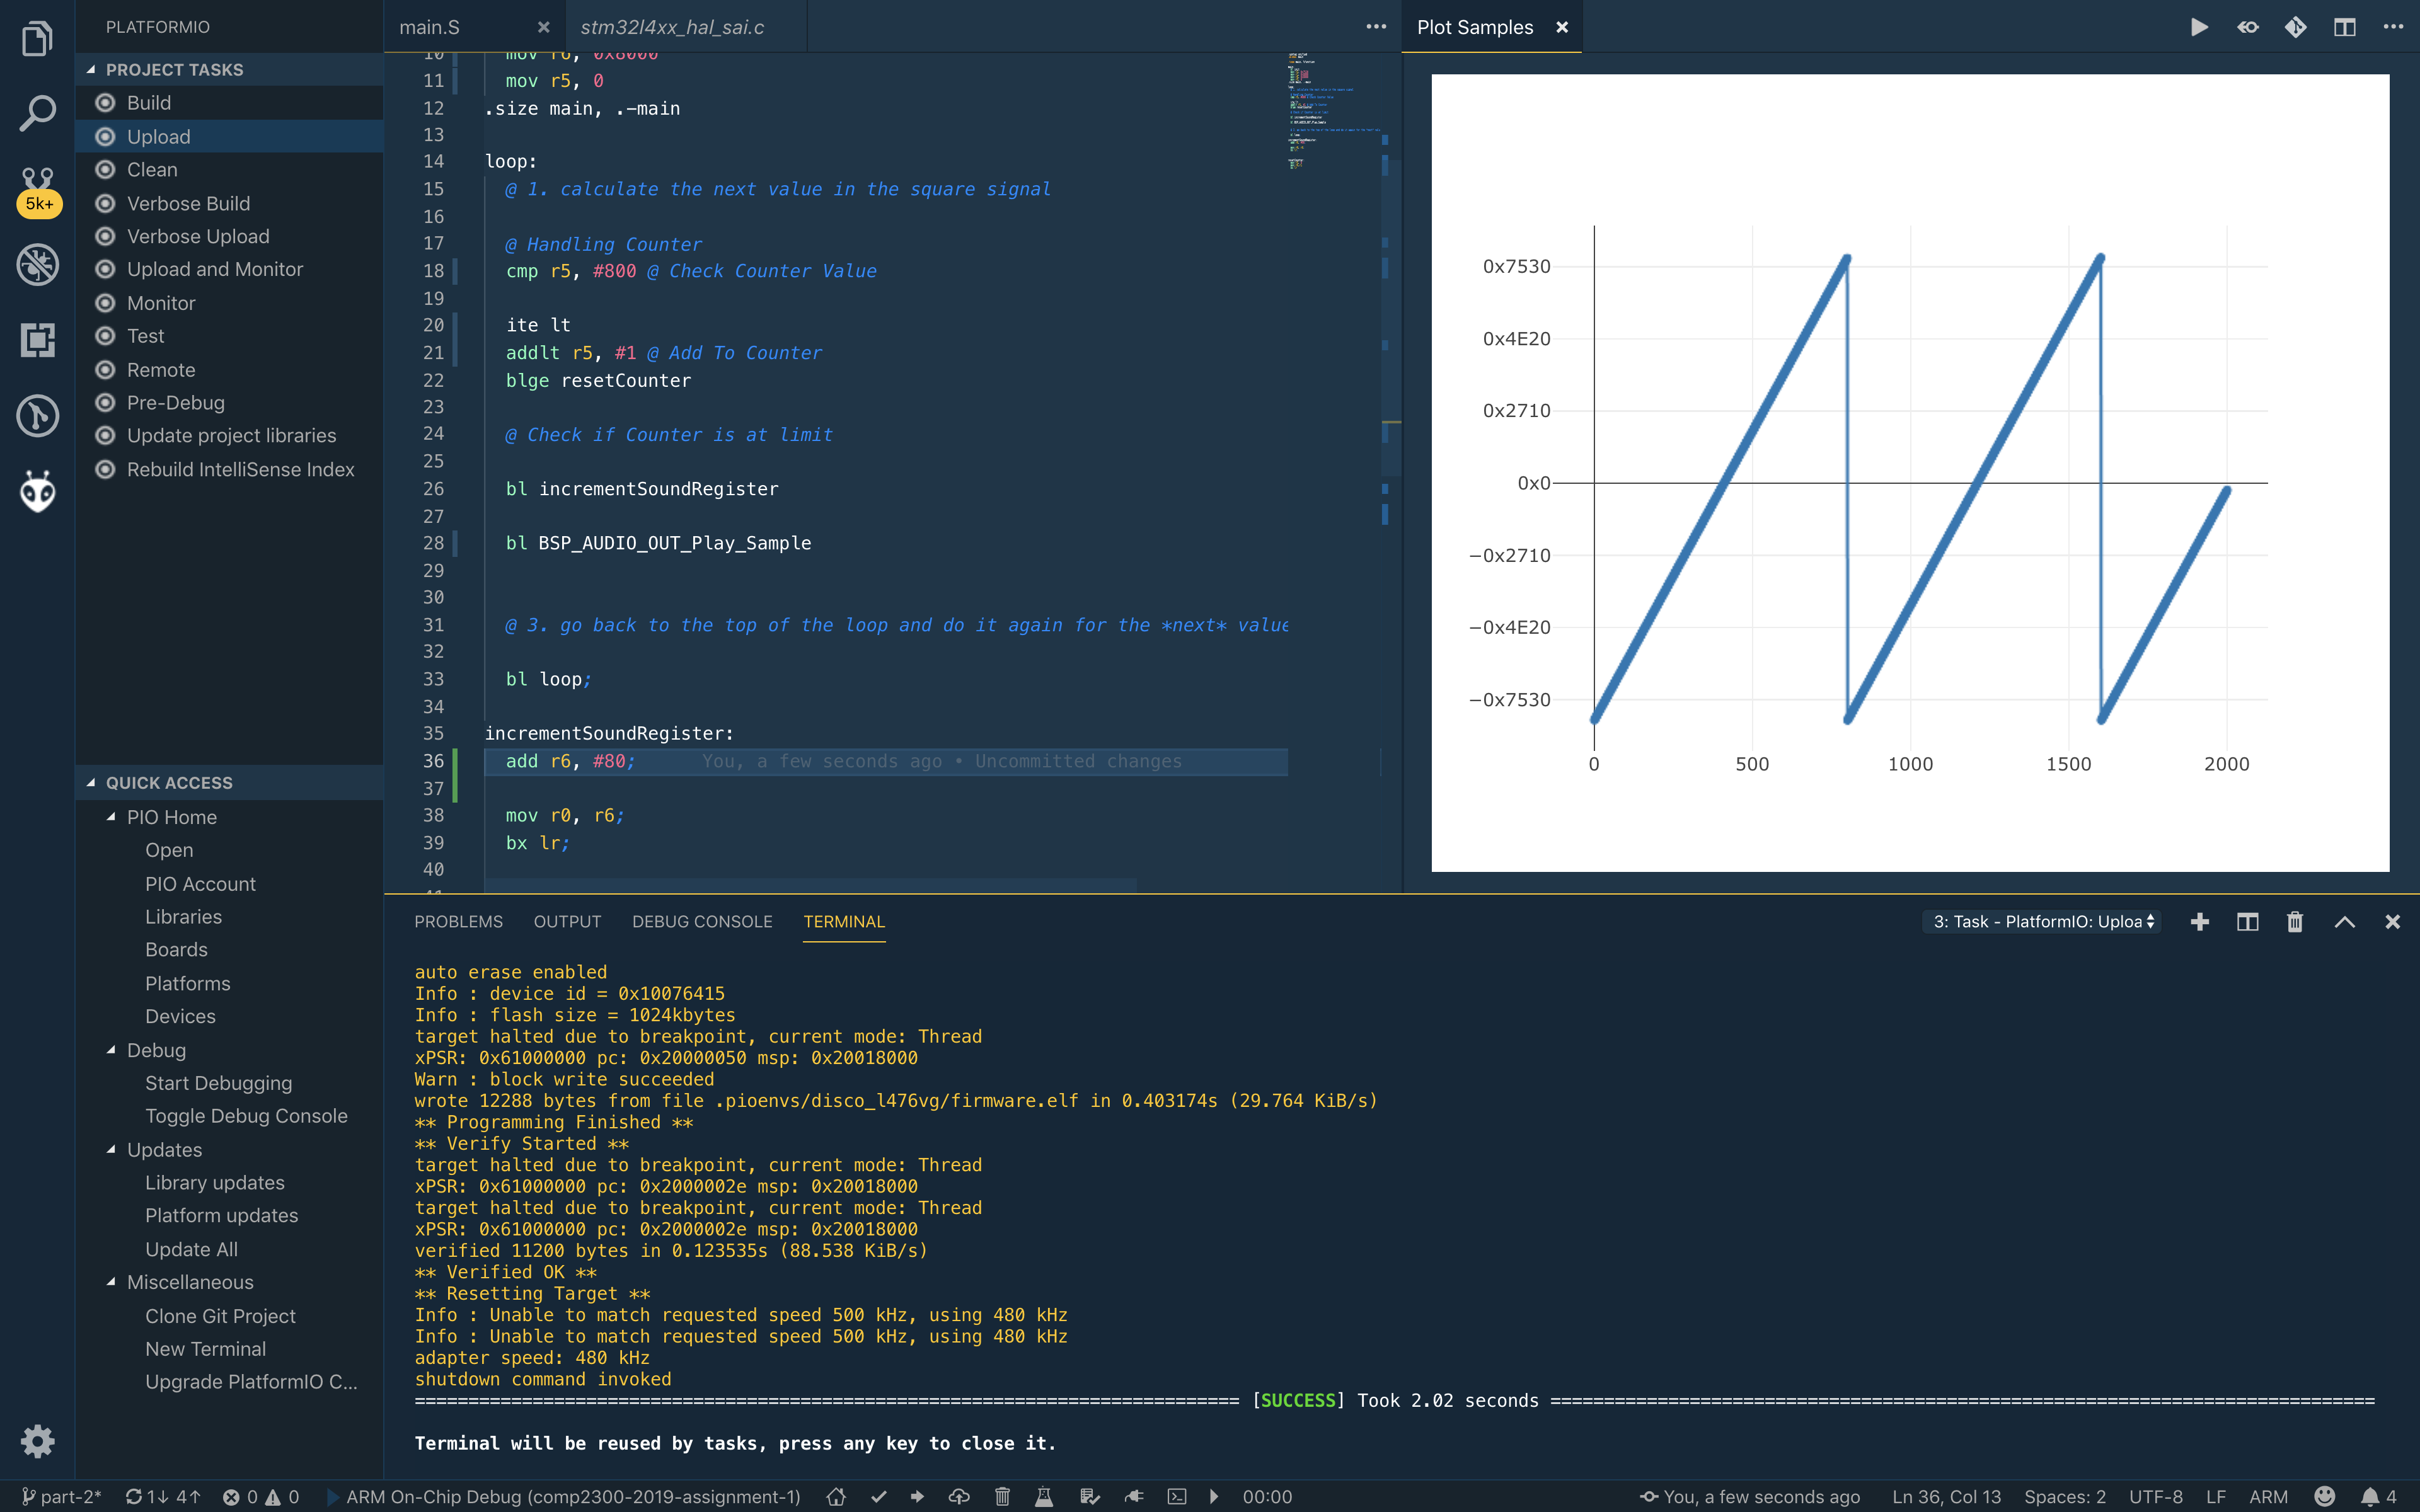 PLATFORMIO
PROJECT TASKS
Build
Upload
Clean
Verbose Build
Verbose Upload
Upload and Monitor
Monitor
Test
Remote
Pre-Debug
Update project libraries
Rebuild IntelliSense Index
5k+
QUICK ACCESS
PIO Home
Open
PIO Account
Libraries
Boards
Platforms
Devices
Debug
Start Debugging
Toggle Debug Console
Updates
Library updates
Platform updates
Update All
Miscellaneous
Clone Git Project
New Terminal
Upgrade PlatformIO C...
main.S
stm32l4xx_hal_sai.c
10 mov r6, 0x8000
11 mov r5, 0
12 .size main, .-main
13
14 loop:
15 @ 1. calculate the next value in the square signal
16
17 @ Handling Counter
18 cmp r5, #800 @ Check Counter Value
19
20 ite lt
21 addlt r5, #1 @ Add To Counter
22 blge resetCounter
23
24 @ Check if Counter is at limit
25
26 bl incrementSoundRegister
27
28 bl BSP_AUDIO_OUT_Play_Sample
29
30
31 @ 3. go back to the top of the loop and do it again for the *next* value
32
33 bl loop;
34
35 incrementSoundRegister:
36 add r6, #80; You, a few seconds ago • Uncommitted changes
37
38 mov r0, r6;
39 bx lr;
40
Plot Samples
0x7530
0x4E20
0x2710
0x0
−0x2710
−0x4E20
−0x7530
0 500 1000 1500 2000
PROBLEMS OUTPUT DEBUG CONSOLE TERMINAL
3: Task - PlatformIO: Uploa
auto erase enabled
Info : device id = 0x10076415
Info : flash size = 1024kbytes
target halted due to breakpoint, current mode: Thread
xPSR: 0x61000000 pc: 0x20000050 msp: 0x20018000
Warn : block write succeeded
wrote 12288 bytes from file .pioenvs/disco_l476vg/firmware.elf in 0.403174s (29.764 KiB/s)
** Programming Finished **
** Verify Started **
target halted due to breakpoint, current mode: Thread
xPSR: 0x61000000 pc: 0x2000002e msp: 0x20018000
target halted due to breakpoint, current mode: Thread
xPSR: 0x61000000 pc: 0x2000002e msp: 0x20018000
verified 11200 bytes in 0.123535s (88.538 KiB/s)
** Verified OK **
** Resetting Target **
Info : Unable to match requested speed 500 kHz, using 480 kHz
Info : Unable to match requested speed 500 kHz, using 480 kHz
adapter speed: 480 kHz
shutdown command invoked
============================================================================= [SUCCESS] Took 2.02 seconds =============================================================================
Terminal will be reused by tasks, press any key to close it.
part-2* 1↓ 4↑ 0 0 ARM On-Chip Debug (comp2300-2019-assignment-1) 00:00 You, a few seconds ago Ln 36, Col 13 Spaces: 2 UTF-8 LF ARM 4